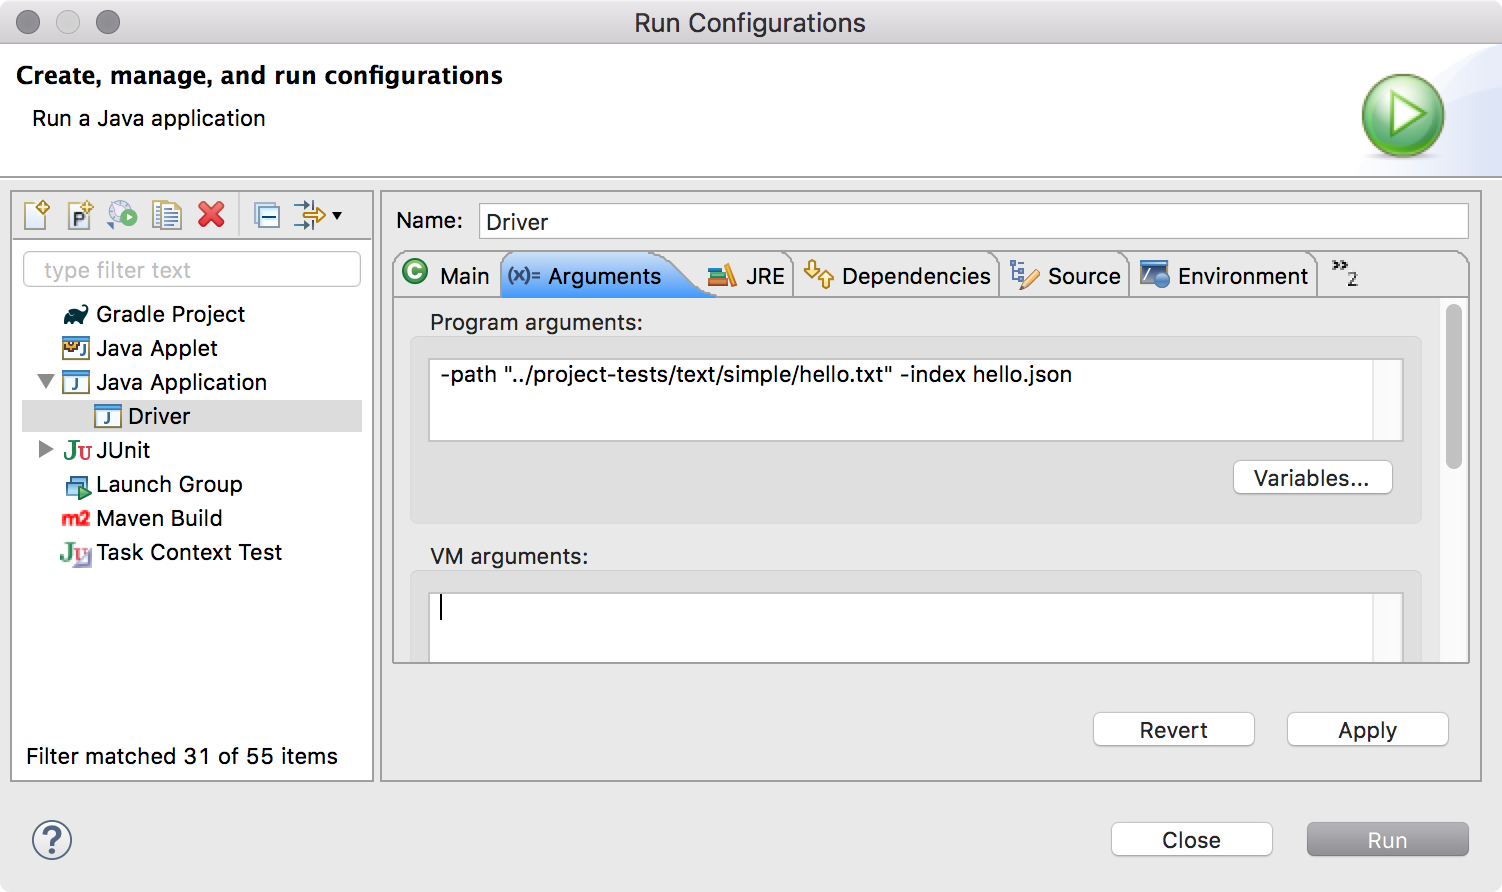 Run Configurations
Create, manage, and run configurations
Run a Java application
type filter text
Gradle Project
Java Applet
Java Application
Driver
JUnit
Launch Group
Maven Build
Task Context Test
Filter matched 31 of 55 items
Name: Driver
Main (x)= Arguments JRE Dependencies Source Environment »2
Program arguments:
-path "../project-tests/text/simple/hello.txt" -index hello.json
Variables...
VM arguments:
Revert Apply
? Close Run